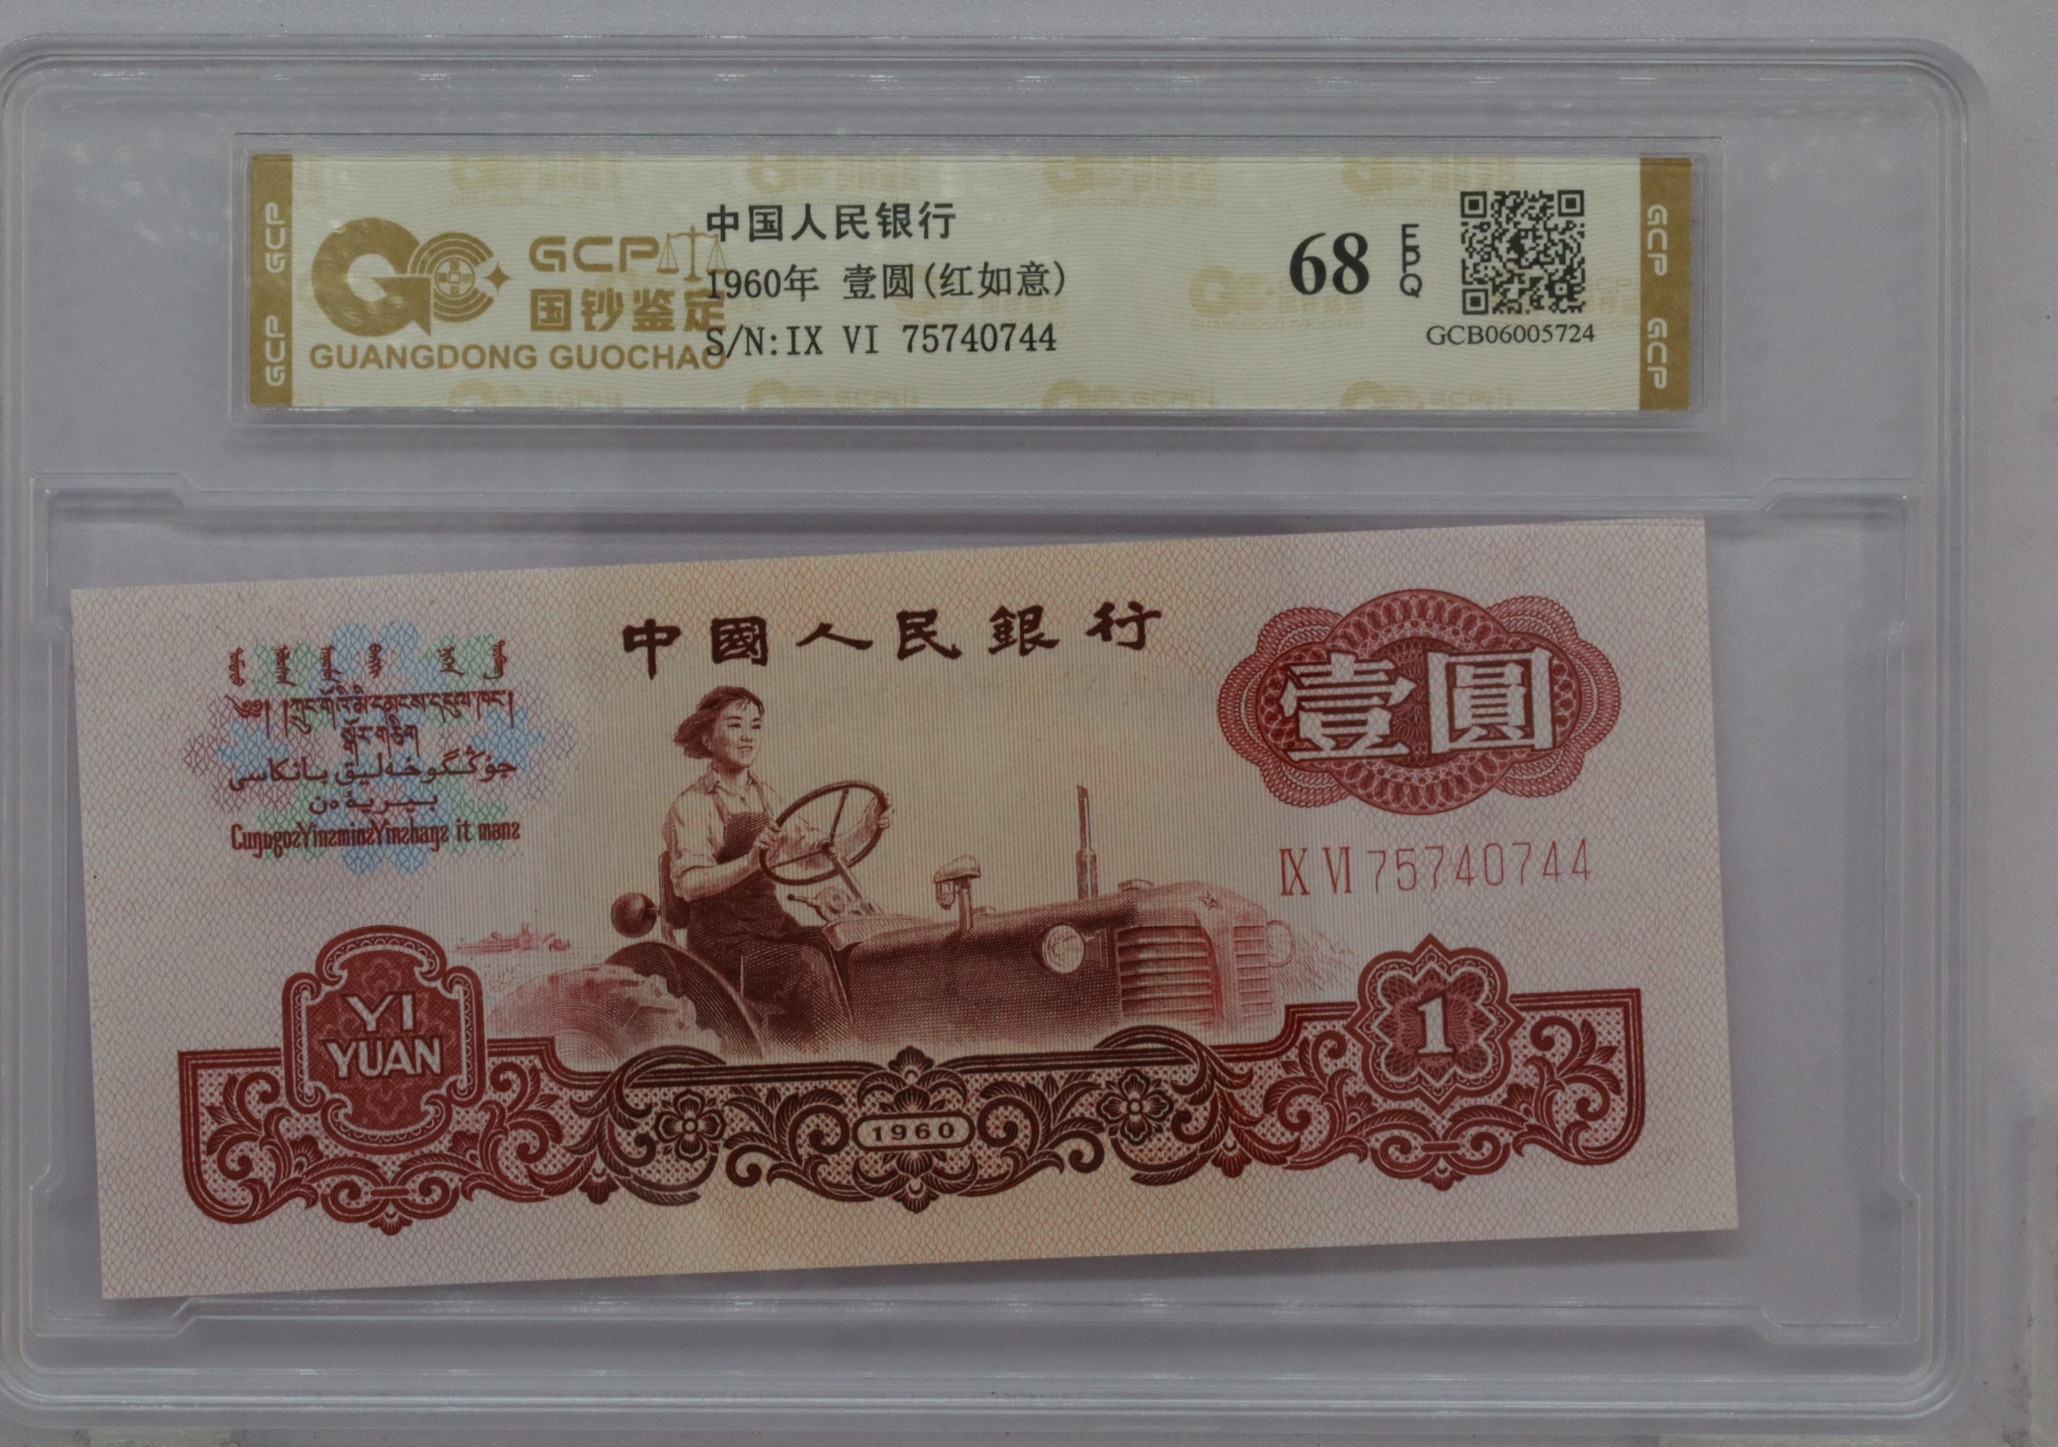 GCP GCP
GCP
国钞鉴定
GUANGDONG GUOCHAO
中国人民银行
1960年 壹圆(红如意)
S/N:IX VI 75740744
68 EPQ
GCB06005724
GCP GCP
中國人民銀行
壹圓
IX VI 75740744
YI
YUAN
1960
1